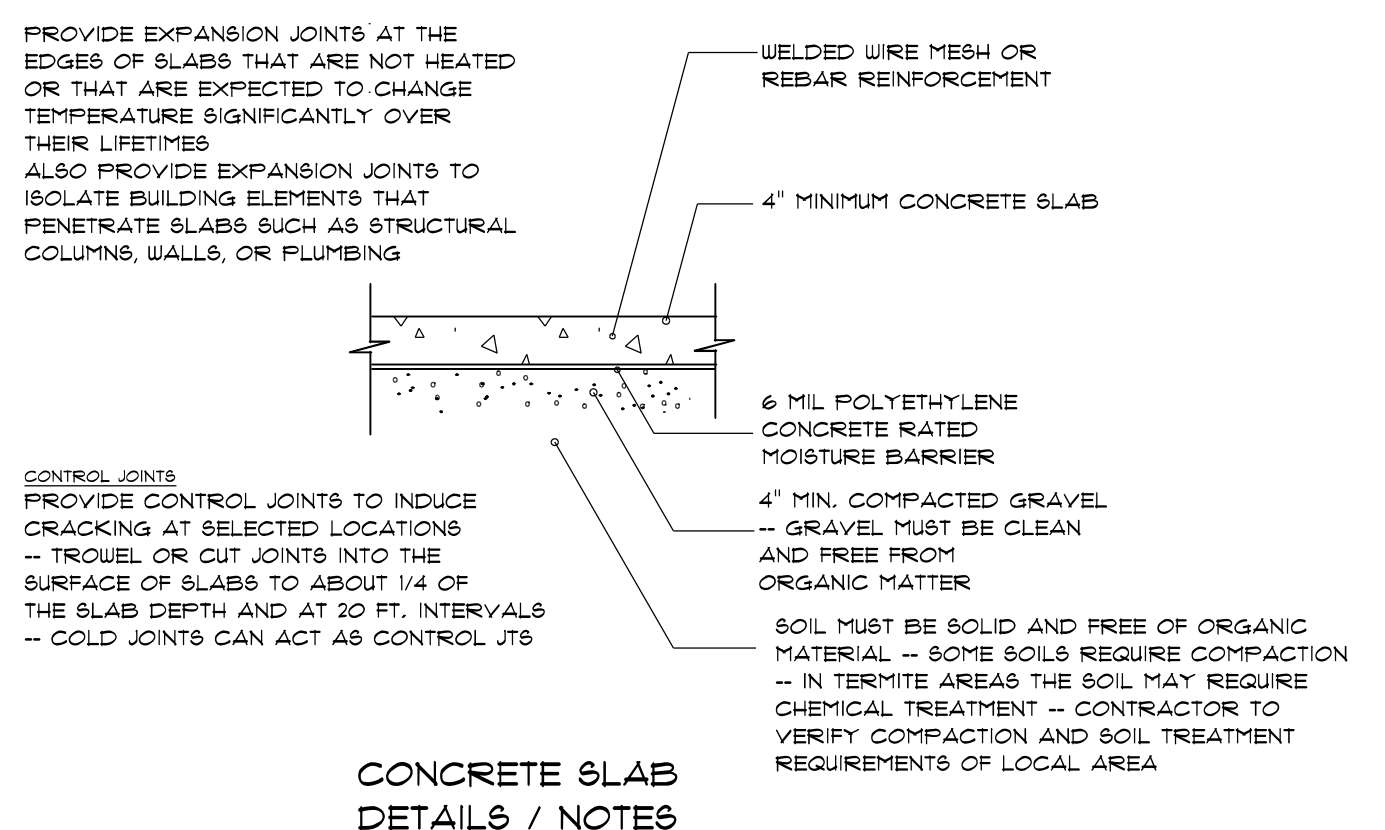 PROVIDE EXPANSION JOINTS AT THE
EDGES OF SLABS THAT ARE NOT HEATED
OR THAT ARE EXPECTED TO CHANGE
TEMPERATURE SIGNIFICANTLY OVER
THEIR LIFETIMES
ALSO PROVIDE EXPANSION JOINTS TO
ISOLATE BUILDING ELEMENTS THAT
PENETRATE SLABS SUCH AS STRUCTURAL
COLUMNS, WALLS, OR PLUMBING
WELDED WIRE MESH OR
REBAR REINFORCEMENT
4" MINIMUM CONCRETE SLAB
6 MIL POLYETHYLENE
CONCRETE RATED
MOISTURE BARRIER
4" MIN. COMPACTED GRAVEL
-- GRAVEL MUST BE CLEAN
AND FREE FROM
ORGANIC MATTER
SOIL MUST BE SOLID AND FREE OF ORGANIC
MATERIAL -- SOME SOILS REQUIRE COMPACTION
-- IN TERMITE AREAS THE SOIL MAY REQUIRE
CHEMICAL TREATMENT -- CONTRACTOR TO
VERIFY COMPACTION AND SOIL TREATMENT
REQUIREMENTS OF LOCAL AREA
CONTROL JOINTS
PROVIDE CONTROL JOINTS TO INDUCE
CRACKING AT SELECTED LOCATIONS
-- TROWEL OR CUT JOINTS INTO THE
SURFACE OF SLABS TO ABOUT 1/4 OF
THE SLAB DEPTH AND AT 20 FT. INTERVALS
-- COLD JOINTS CAN ACT AS CONTROL JTS
CONCRETE SLAB
DETAILS / NOTES